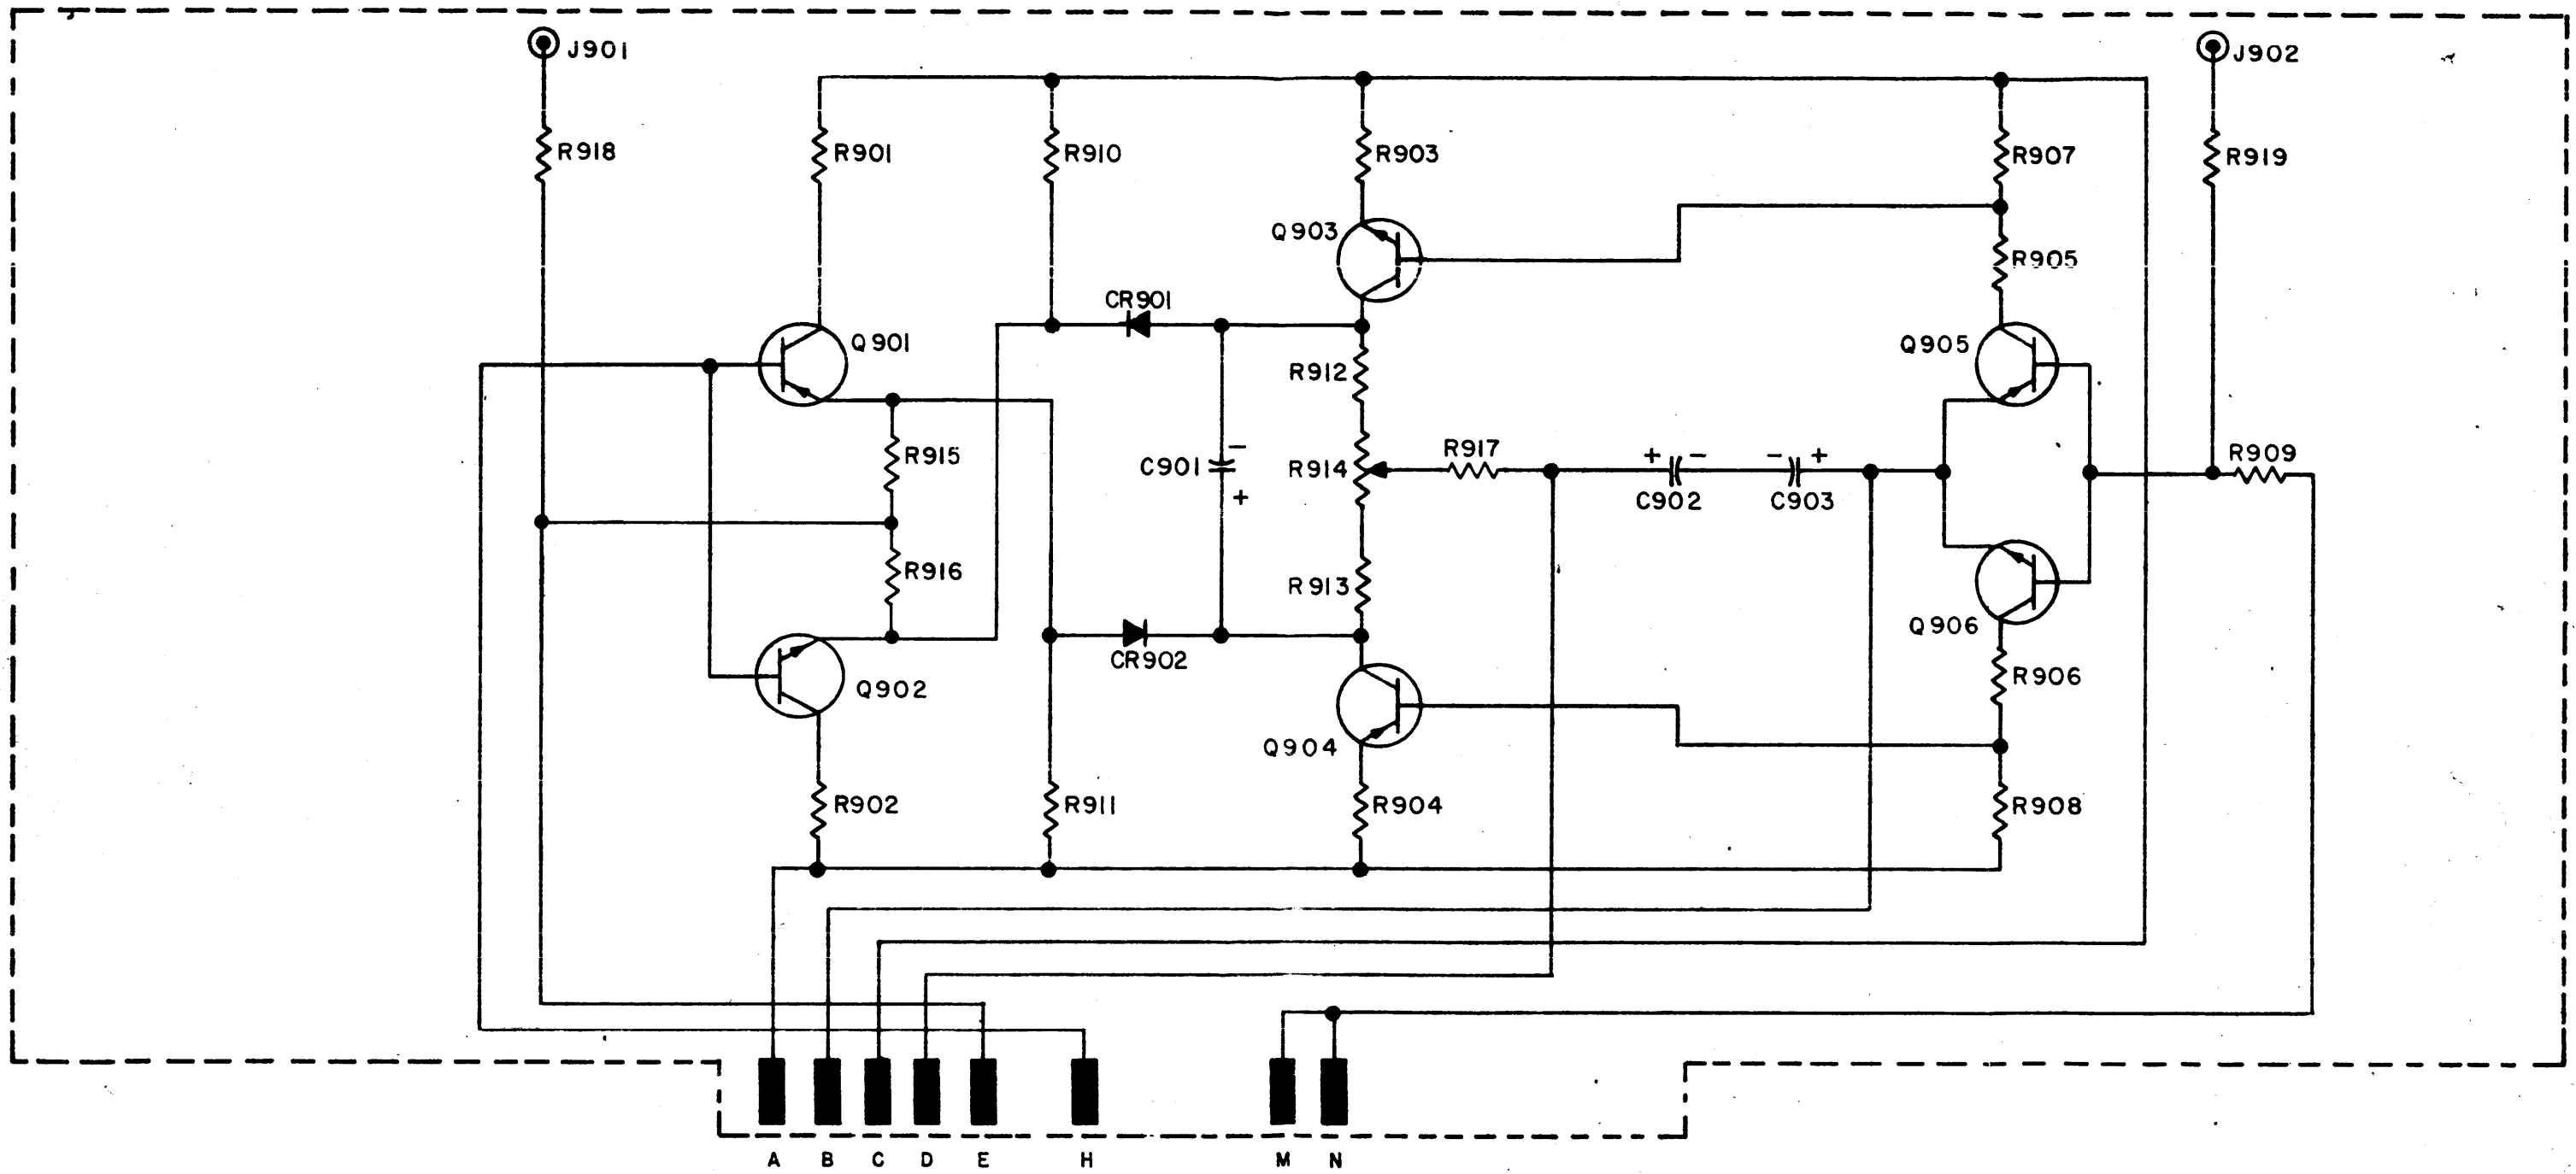 J901
J902
R918
R901
R910
R903
R907
R919
Q903
R905
CR901
Q901
Q905
R912
R915
R914
R917
C901
-
+
+ -
- +
C902
C903
R909
R916
R913
Q906
CR902
Q902
R906
Q904
R902
R911
R904
R908
A B C D E H M N